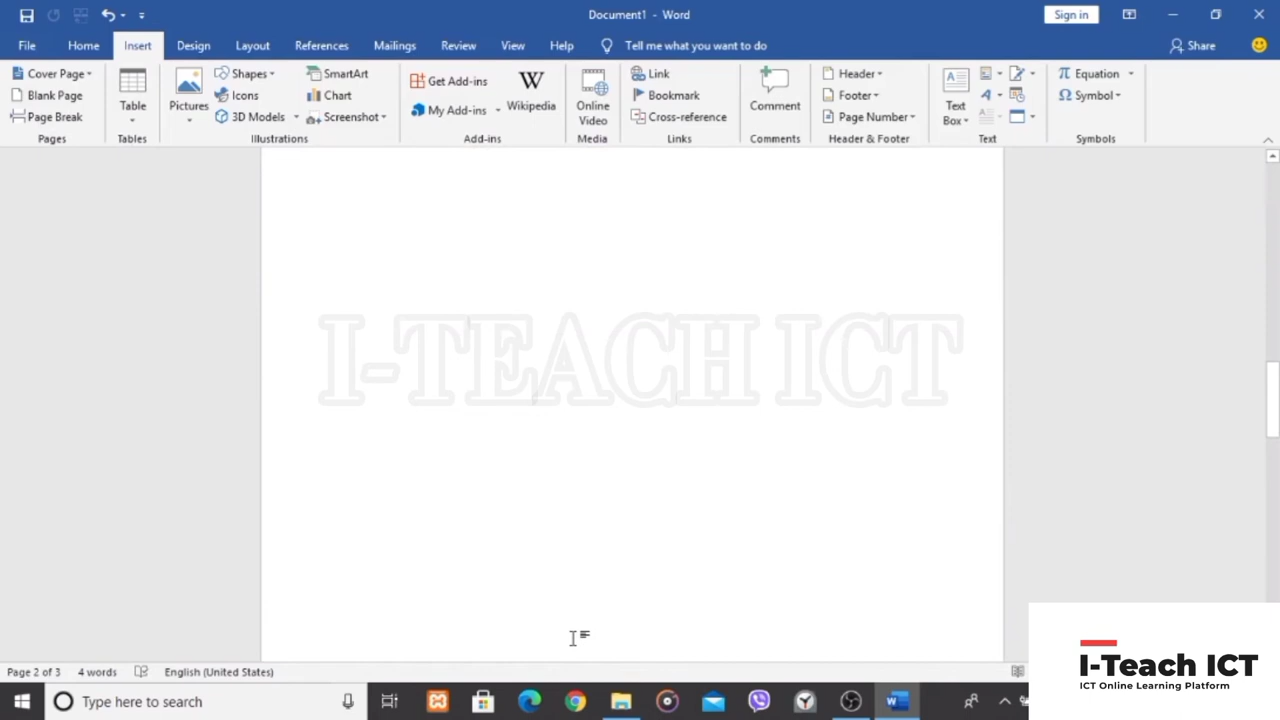 Document1 - Word
Sign in
File Home Insert Design Layout References Mailings Review View Help Tell me what you want to do Share
Cover Page
Blank Page
Page Break
Pages
Table
Tables
Pictures
Shapes
Icons
3D Models
SmartArt
Chart
Screenshot
Illustrations
Get Add-ins
My Add-ins
W
Wikipedia
Add-ins
Online
Video
Media
Link
Bookmark
Cross-reference
Links
Comment
Comments
Header
Footer
Page Number
Header & Footer
Text
Box
Text
Equation
Symbol
Symbols
I-TEACH ICT
Page 2 of 3 4 words English (United States)
Type here to search
I-Teach ICT
ICT Online Learning Platform